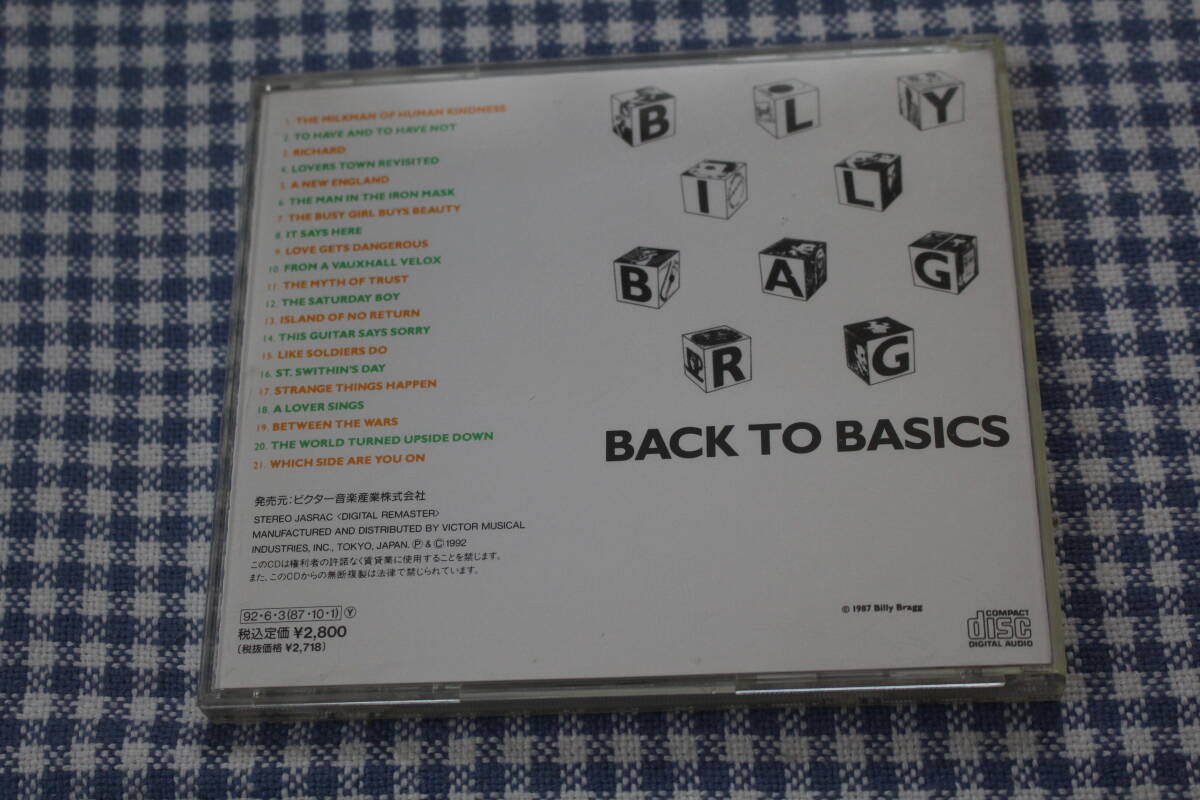 1. THE MILKMAN OF HUMAN KINDNESS
2. TO HAVE AND TO HAVE NOT
3. RICHARD
4. LOVERS TOWN REVISITED
5. A NEW ENGLAND
6. THE MAN IN THE IRON MASK
7. THE BUSY GIRL BUYS BEAUTY
8. IT SAYS HERE
9. LOVE GETS DANGEROUS
10. FROM A VAUXHALL VELOX
11. THE MYTH OF TRUST
12. THE SATURDAY BOY
13. ISLAND OF NO RETURN
14. THIS GUITAR SAYS SORRY
15. LIKE SOLDIERS DO
16. ST. SWITHIN'S DAY
17. STRANGE THINGS HAPPEN
18. A LOVER SINGS
19. BETWEEN THE WARS
20. THE WORLD TURNED UPSIDE DOWN
21. WHICH SIDE ARE YOU ON
発売元:ビクター音楽産業株式会社
STEREO JASRAC 〈DIGITAL REMASTER〉
MANUFACTURED AND DISTRIBUTED BY VICTOR MUSICAL
INDUSTRIES, INC., TOKYO, JAPAN. Ⓟ & Ⓒ 1992
このCDは権利者の許諾なく賃貸業に使用することを禁じます。
また、このCDからの無断複製は法律で禁じられています。
92・6・3(87・10・1) Ⓨ
税込定価 ¥2,800
(税抜価格 ¥2,718)
B L Y
I L
B A G
R G
BACK TO BASICS
© 1987 Billy Bragg
COMPACT
disc
DIGITAL AUDIO